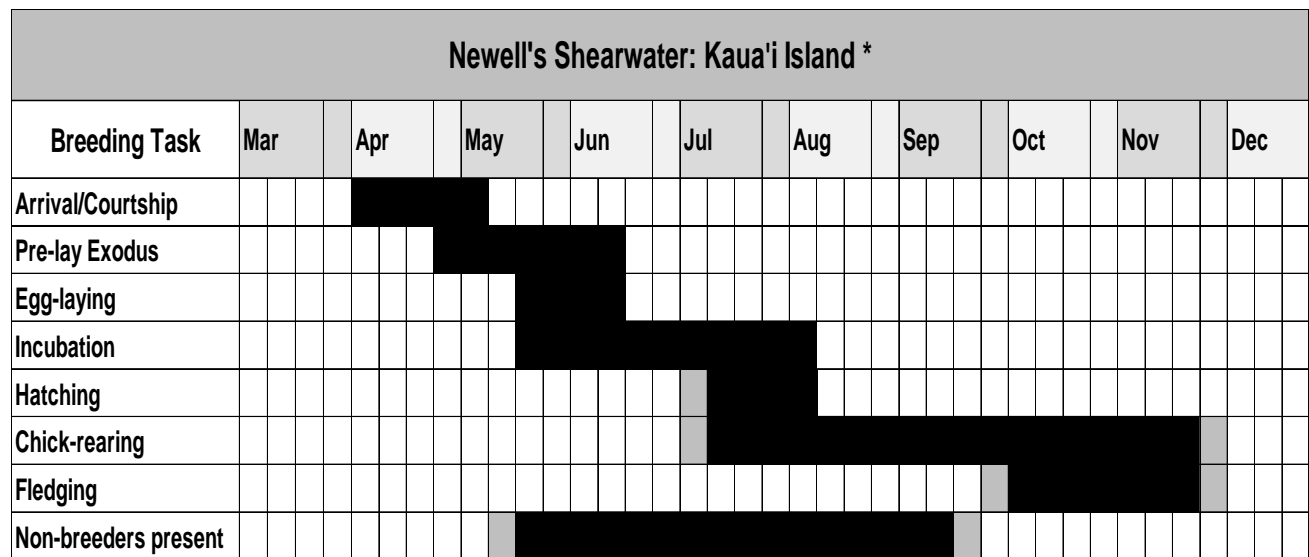 Newell's Shearwater: Kaua'i Island *
Breeding Task Mar Apr May Jun Jul Aug Sep Oct Nov Dec
Arrival/Courtship
Pre-lay Exodus
Egg-laying
Incubation
Hatching
Chick-rearing
Fledging
Non-breeders present